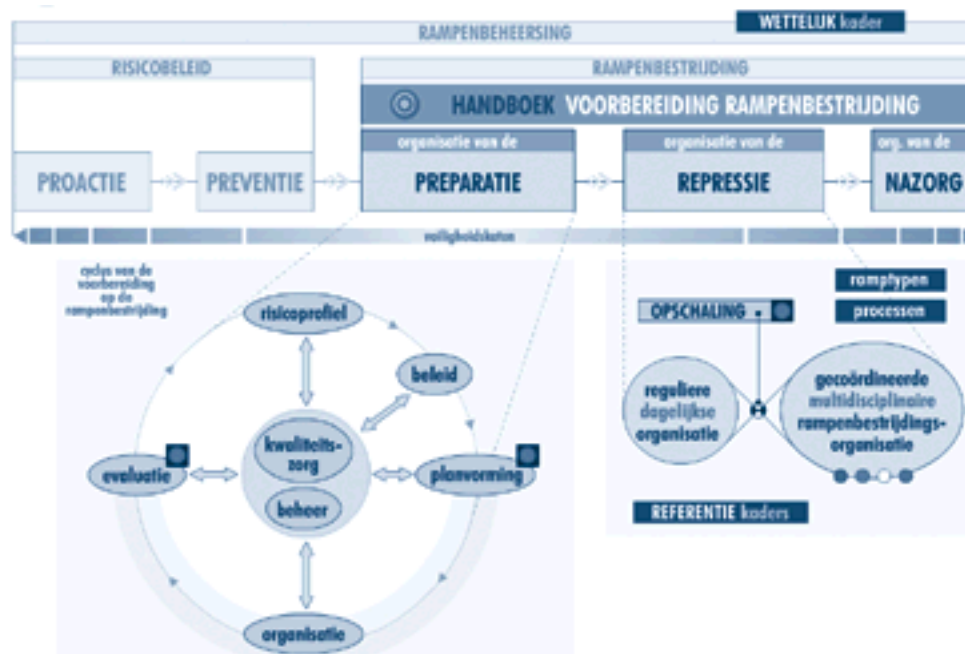 WETTELIJK kader
RAMPENBEHEERSING
RISICOBELEID
RAMPENBESTRIJDING
HANDBOEK VOORBEREIDING RAMPENBESTRIJDING
organisatie van de
organisatie van de
org. van de
PROACTIE
PREVENTIE
PREPARATIE
REPRESSIE
NAZORG
veiligheidsketen
cyclus van de
voorbereiding
op de
rampenbestrijding
risicoprofiel
beleid
kwaliteits-
zorg
evaluatie
planvorming
beheer
organisatie
ramptypen
processen
OPSCHALING
reguliere
dagelijkse
organisatie
gecoördineerde
multidisciplinaire
rampenbestrijdings-
organisatie
REFERENTIE kaders